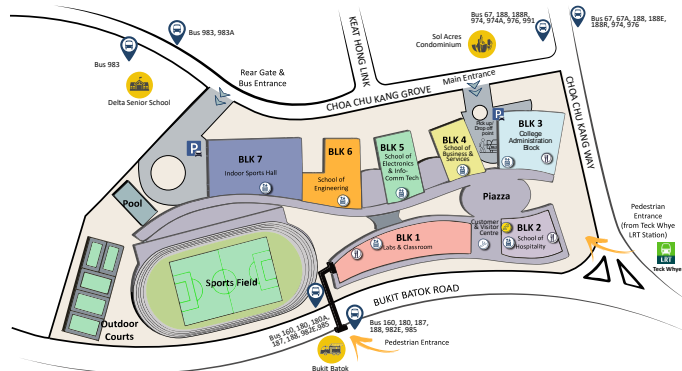 Bus 983, 983A
Bus 983
Delta Senior School
Rear Gate &
Bus Entrance
KEAT HONG LINK
CHOA CHU KANG GROVE
Sol Acres
Condominium
Bus 67, 188, 188R,
974, 974A, 976, 991
Bus 67, 67A, 188, 188E,
188R, 974, 976
Main Entrance
CHOA CHU KANG WAY
Pick up/
Drop off
point
P
P
BLK 3
College
Administration
Block
BLK 4
School of
Business &
Services
BLK 5
School of
Electronics
& Info-
Comm Tech
BLK 6
School of
Engineering
BLK 7
Indoor Sports Hall
Pool
Piazza
Customer
& Visitor
Centre
BLK 2
School of
Hospitality
BLK 1
Labs & Classroom
Sports Field
Outdoor
Courts
Pedestrian
Entrance
(from Teck Whye
LRT Station)
LRT
Teck Whye
BUKIT BATOK ROAD
Bus 160, 180, 180A,
187, 188, 982E,985
Bus 160, 180, 187,
188, 982E, 985
Pedestrian Entrance
Bukit Batok